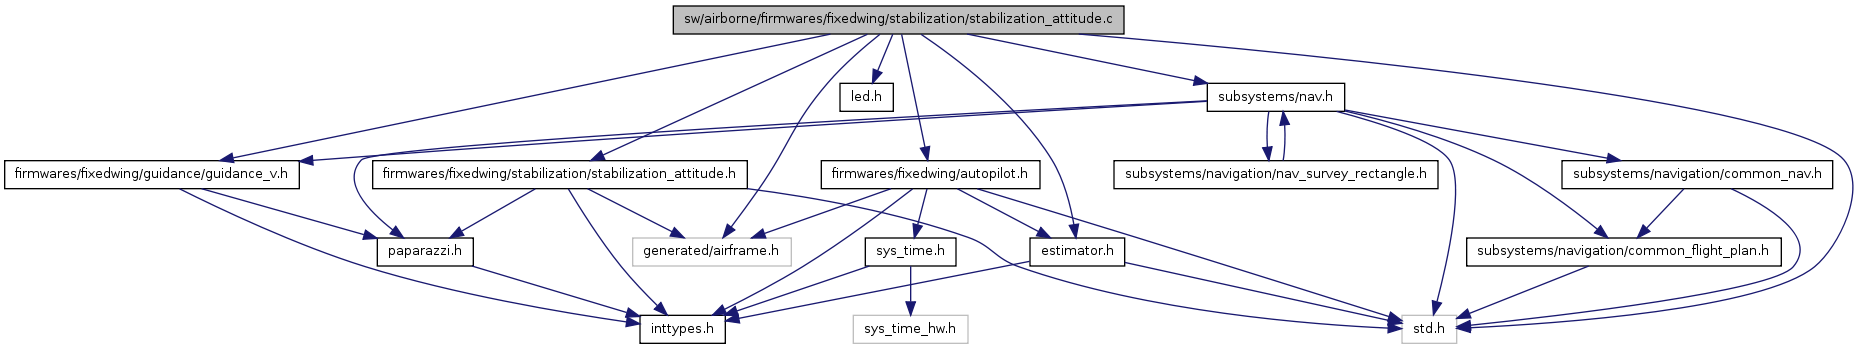 sw/airborne/firmwares/fixedwing/stabilization/stabilization_attitude.c
led.h
subsystems/nav.h
firmwares/fixedwing/guidance/guidance_v.h
firmwares/fixedwing/stabilization/stabilization_attitude.h
firmwares/fixedwing/autopilot.h
subsystems/navigation/nav_survey_rectangle.h
subsystems/navigation/common_nav.h
paparazzi.h
generated/airframe.h
sys_time.h
estimator.h
subsystems/navigation/common_flight_plan.h
inttypes.h
sys_time_hw.h
std.h